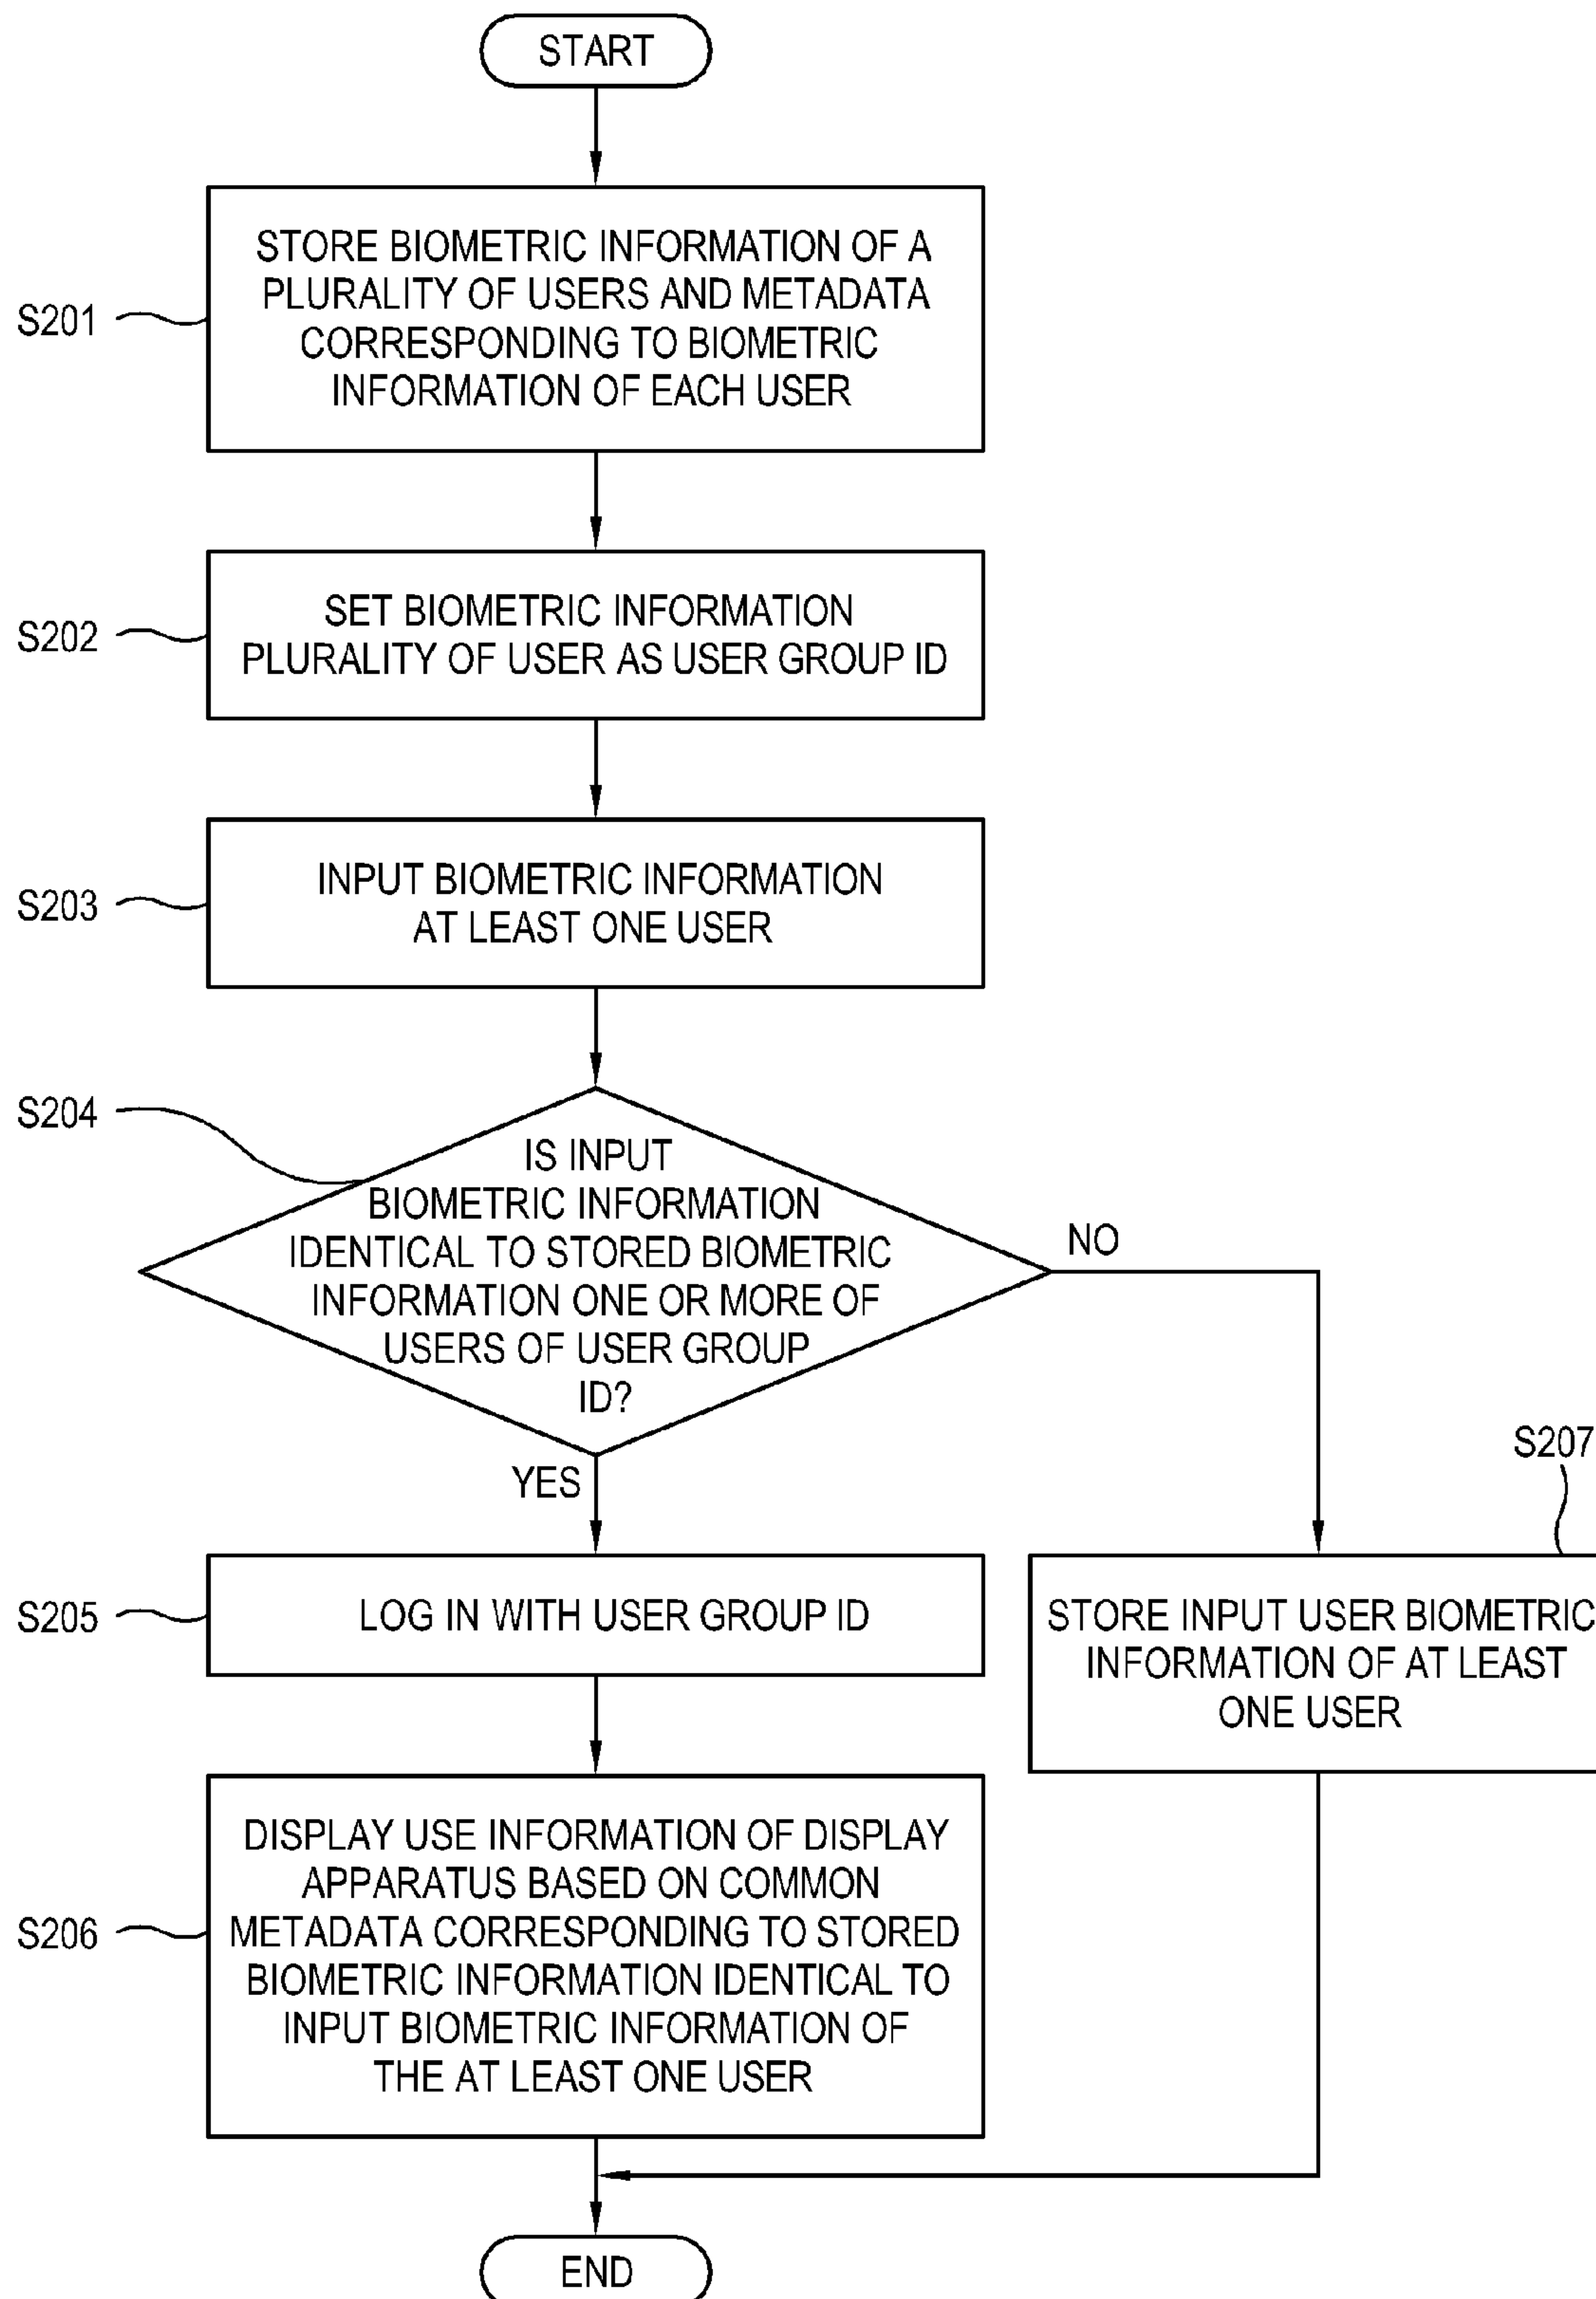 START
S201
STORE BIOMETRIC INFORMATION OF A
PLURALITY OF USERS AND METADATA
CORRESPONDING TO BIOMETRIC
INFORMATION OF EACH USER
S202
SET BIOMETRIC INFORMATION
PLURALITY OF USER AS USER GROUP ID
S203
INPUT BIOMETRIC INFORMATION
AT LEAST ONE USER
S204
IS INPUT
BIOMETRIC INFORMATION
IDENTICAL TO STORED BIOMETRIC
INFORMATION ONE OR MORE OF
USERS OF USER GROUP
ID?
NO
YES
S205
LOG IN WITH USER GROUP ID
S207
STORE INPUT USER BIOMETRIC
INFORMATION OF AT LEAST
ONE USER
S206
DISPLAY USE INFORMATION OF DISPLAY
APPARATUS BASED ON COMMON
METADATA CORRESPONDING TO STORED
BIOMETRIC INFORMATION IDENTICAL TO
INPUT BIOMETRIC INFORMATION OF
THE AT LEAST ONE USER
END